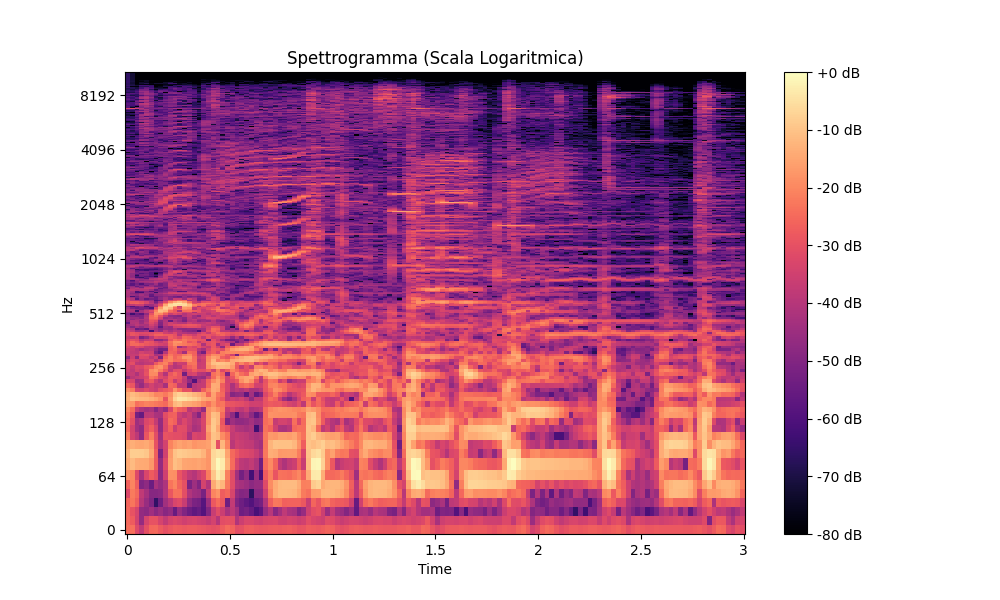 Spettrogramma (Scala Logaritmica)
Hz
8192
4096
2048
1024
512
256
128
64
0
0
0.5
1
1.5
2
2.5
3
Time
+0 dB
-10 dB
-20 dB
-30 dB
-40 dB
-50 dB
-60 dB
-70 dB
-80 dB